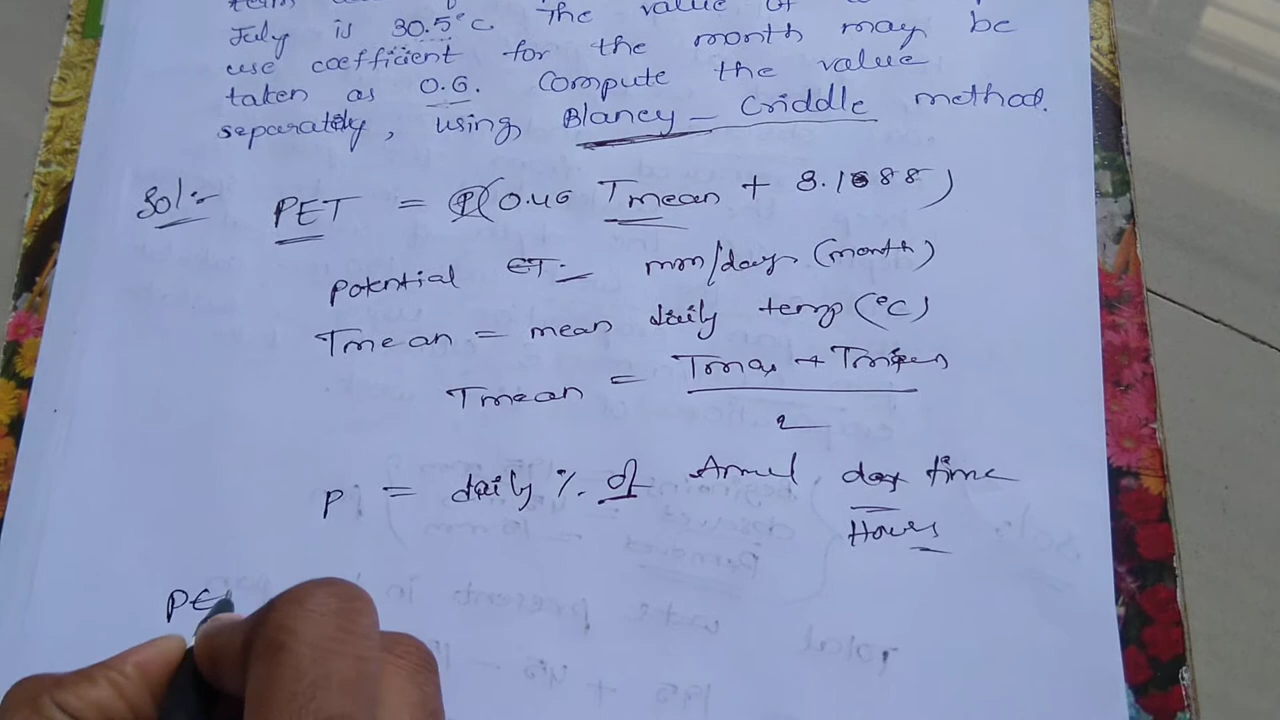 The value of
July is 30.5°C
use coefficient for the month may be
taken as 0.6. Compute the value
separately, using Blaney - Criddle method.
Sol:- PET = P(0.46 Tmean + 8.1688)
potential ET:- mm/day (month)
Tmean = mean daily temp (°C)
Tmean = Tmax + Tmin
2
P = daily % of Annul day time
Hours
PE